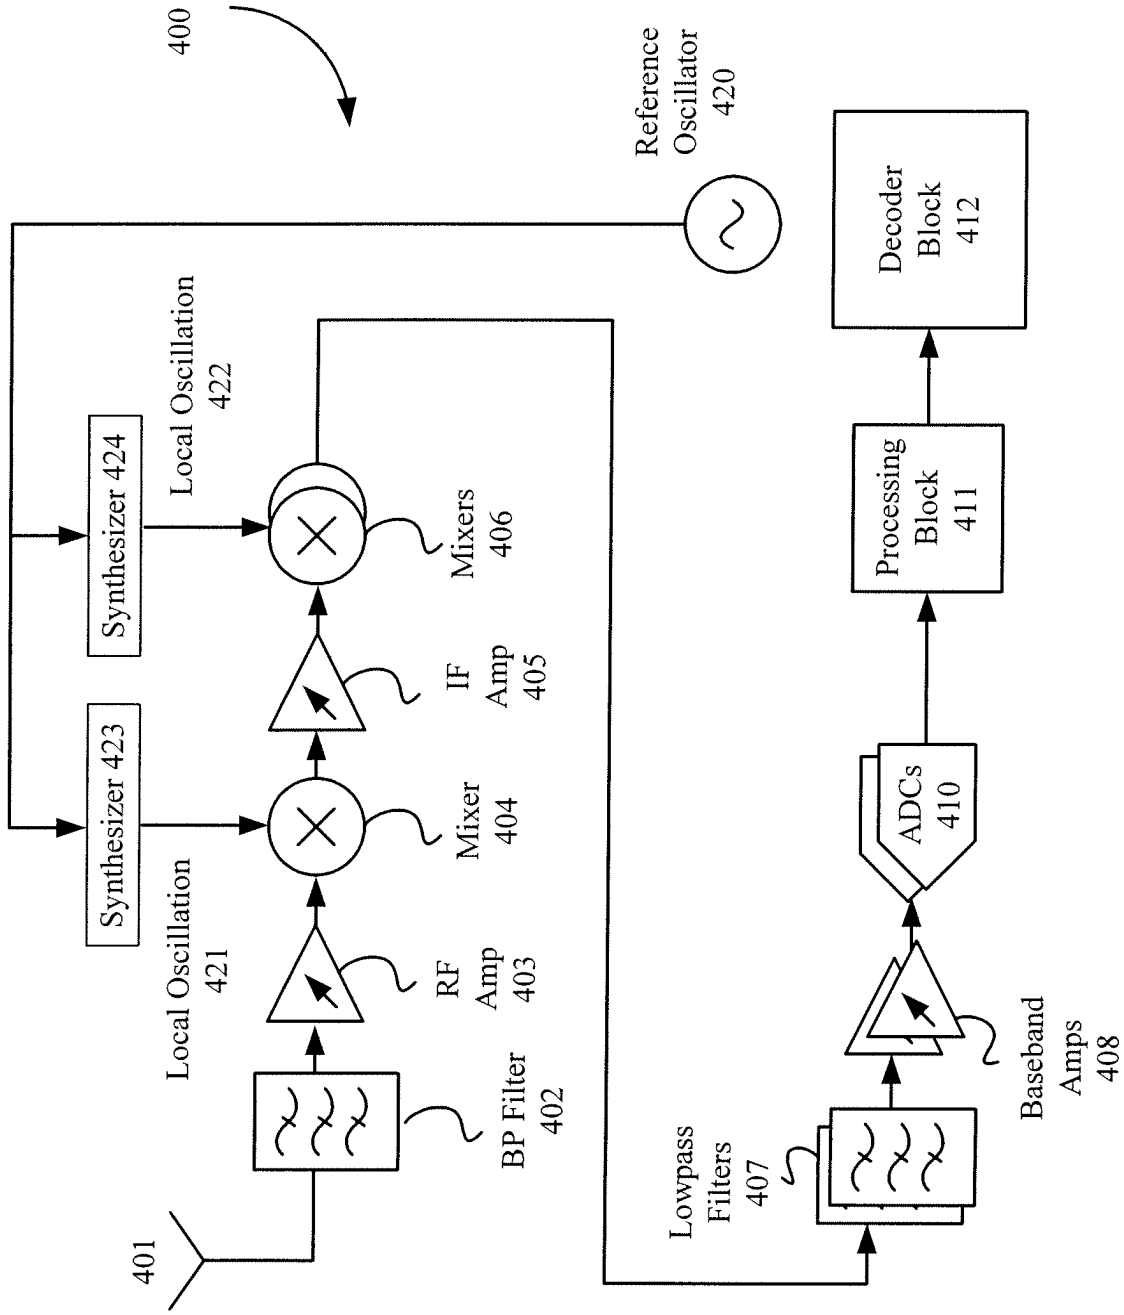 400
Synthesizer 423
Synthesizer 424
Local Oscillation
421
Local Oscillation
422
Reference
Oscillator
420
401
BP Filter
402
RF
Amp
403
Mixer
404
IF
Amp
405
Mixers
406
Lowpass
Filters
407
Baseband
Amps
408
ADCs
410
Processing
Block
411
Decoder
Block
412